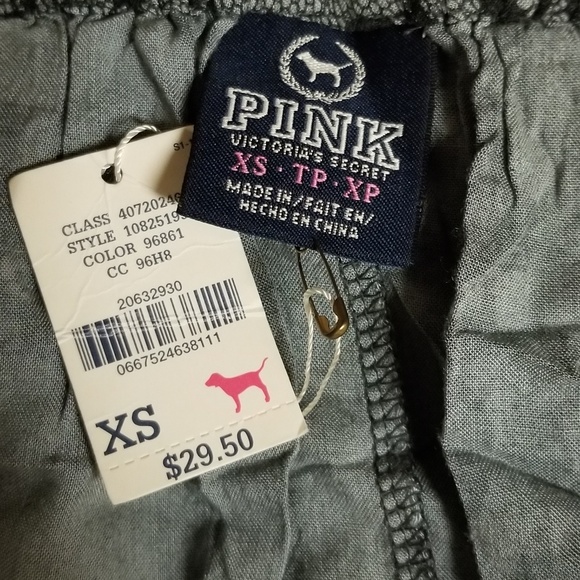 PINK
VICTORIA'S SECRET
XS · TP · XP
MADE IN/FAIT EN/
HECHO EN CHINA
STYLE 1082519
COLOR 96861
CC 96H8
20632930
0667524638111
XS
$29.50
CLASS 4072024